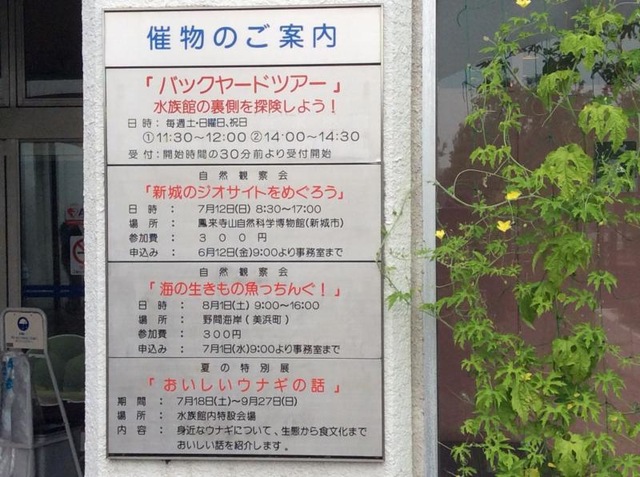 催物のご案内
「バックヤードツアー」
水族館の裏側を探険しよう！
日時：毎週土・日曜日、祝日
①11:30～12:00 ②14:00～14:30
受付：開始時間の30分前より受付開始
自然観察会
「新城のジオサイトをめぐろう」
日時：7月12日(日) 8:30～17:00
場所：鳳来寺山自然科学博物館(新城市)
参加費：３００円
申込み：6月12日(金)9:00より事務室まで
自然観察会
「海の生きもの魚っちんぐ！」
日時：8月1日(土) 9:00～16:00
場所：野間海岸(美浜町)
参加費：300円
申込み：7月1日(水)9:00より事務室まで
夏の特別展
「おいしいウナギの話」
期間：7月18日(土)～9月27日(日)
場所：水族館内特設会場
内容：身近なウナギについて、生態から食文化まで
おいしい話を紹介します。